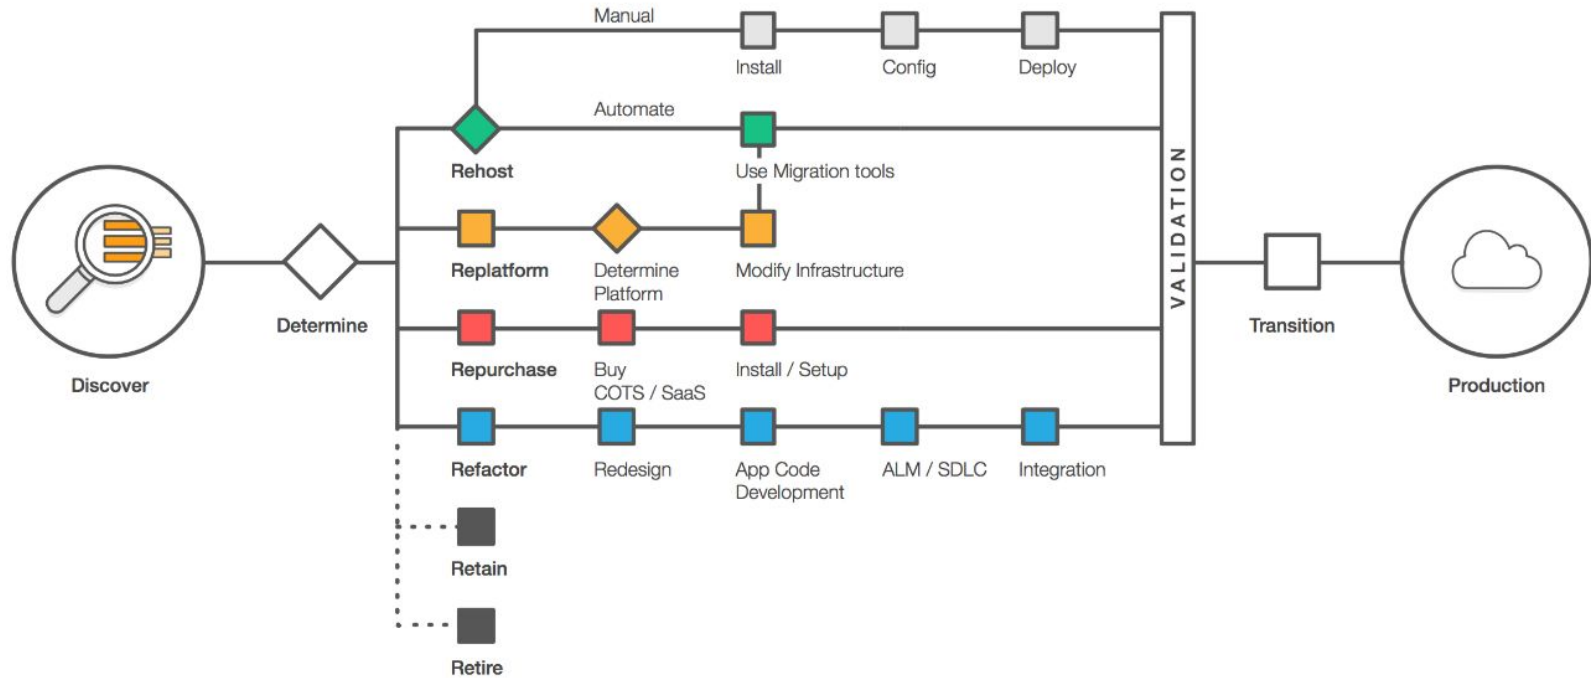 Manual
Install
Config
Deploy
Automate
Rehost
Use Migration tools
Replatform
Determine
Platform
Modify Infrastructure
Repurchase
Buy
COTS / SaaS
Install / Setup
Refactor
Redesign
App Code
Development
ALM / SDLC
Integration
Retain
Retire
Discover
Determine
VALIDATION
Transition
Production